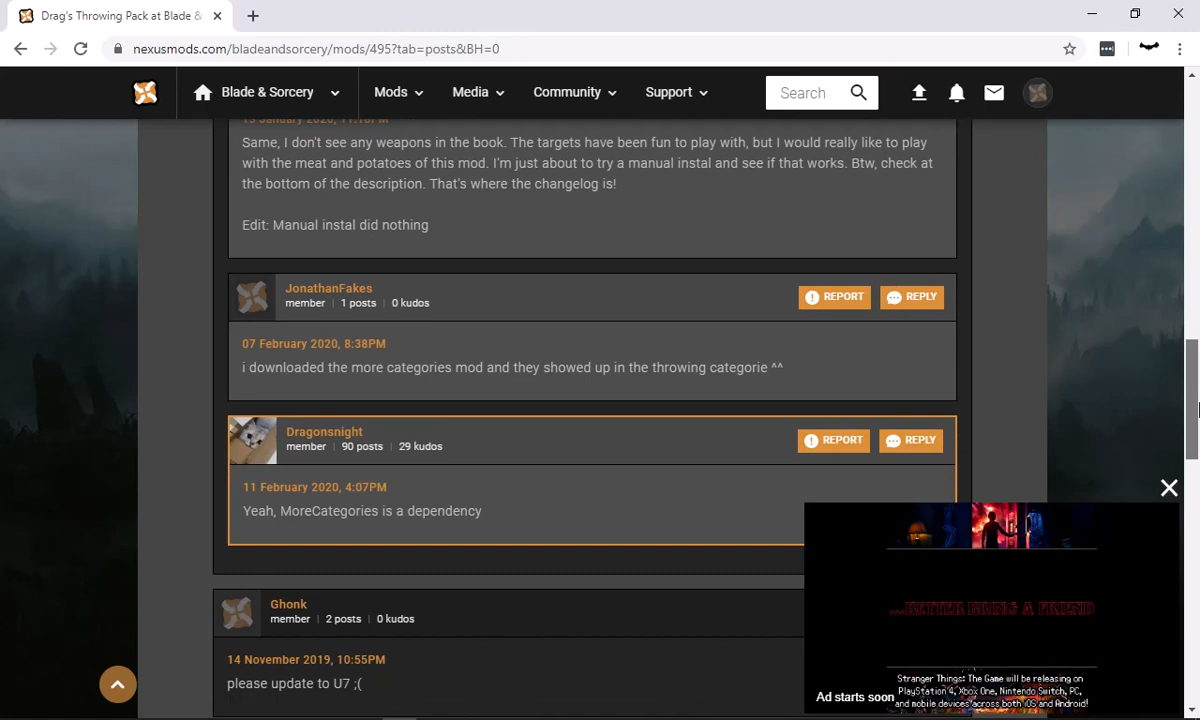 Drag's Throwing Pack at Blade &
nexusmods.com/bladeandsorcery/mods/495?tab=posts&BH=0
Blade & Sorcery
Mods
Media
Community
Support
Search
15 January 2020, 11:18PM
Same, I don't see any weapons in the book. The targets have been fun to play with, but I would really like to play
with the meat and potatoes of this mod. I'm just about to try a manual instal and see if that works. Btw, check at
the bottom of the description. That's where the changelog is!
Edit: Manual instal did nothing
JonathanFakes
member | 1 posts | 0 kudos
REPORT
REPLY
07 February 2020, 8:38PM
i downloaded the more categories mod and they showed up in the throwing categorie ^^
Dragonsnight
member | 90 posts | 29 kudos
REPORT
REPLY
11 February 2020, 4:07PM
Yeah, MoreCategories is a dependency
Ghonk
member | 2 posts | 0 kudos
14 November 2019, 10:55PM
please update to U7 ;(
...BETTER BRING A FRIEND
Stranger Things: The Game will be releasing on
PlayStation 4, Xbox One, Nintendo Switch, PC,
and mobile devices across both iOS and Android!
Ad starts soon